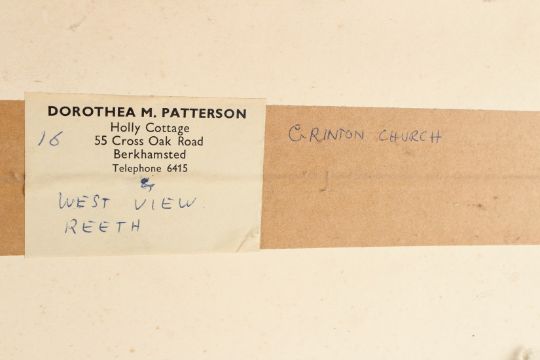 DOROTHEA M. PATTERSON
Holly Cottage
16
55 Cross Oak Road
Berkhamsted
Telephone 6415
&
WEST VIEW
REETH
GRINTON CHURCH